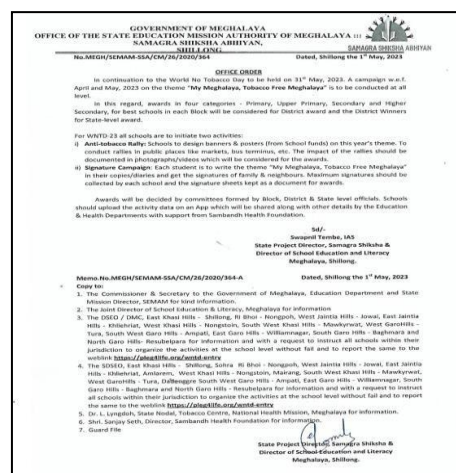 GOVERNMENT OF MEGHALAYA
OFFICE OF THE STATE EDUCATION MISSION AUTHORITY OF MEGHALAYA :::
SAMAGRA SHIKSHA ABHIYAN,
SHILLONG
SAMAGRA SHIKSHA ABHIYAN
No.MEGH/SEMAM-SSA/CM/26/2020/364 Dated, Shillong the 1st May, 2023
OFFICE ORDER
In continuation to the World No Tobacco Day to be held on 31st May, 2023. A campaign w.e.f.
April and May, 2023 on the theme "My Meghalaya, Tobacco Free Meghalaya" is to be conducted at all
level.
In this regard, awards in four categories - Primary, Upper Primary, Secondary and Higher
Secondary, for best schools in each Block will be considered for District award and the District Winners
for State-level award.
For WNTD-23 all schools are to initiate two activities:
i) Anti-tobacco Rally: Schools to design banners & posters (from School funds) on this year's theme. To
conduct rallies in public places like markets, bus terminus, etc. The impact of the rallies should be
documented in photographs/videos which will be considered for the awards.
ii) Signature Campaign: Each student is to write the theme "My Meghalaya, Tobacco Free Meghalaya"
in their copies/diaries and get the signatures of family & neighbours. Maximum signatures should be
collected by each school and the signature sheets kept as a document for awards.
Awards will be decided by committees formed by Block, District & State level officials. Schools
should upload the activity data on an App which will be shared along with other details by the Education
& Health Departments with support from Sambandh Health Foundation.
Sd/-
Swapnil Tembe, IAS
State Project Director, Samagra Shiksha &
Director of School Education and Literacy
Meghalaya, Shillong.
Memo.No.MEGH/SEMAM-SSA/CM/26/2020/364-A Dated, Shillong the 1st May, 2023
Copy to:
1. The Commissioner & Secretary to the Government of Meghalaya, Education Department and State
Mission Director, SEMAM for kind information.
2. The Joint Director of School Education & Literacy, Meghalaya for information
3. The DSEO / DMC, East Khasi Hills - Shillong, Ri Bhoi - Nongpoh, West Jaintia Hills - Jowai, East Jaintia
Hills - Khliehriat, West Khasi Hills - Nongstoin, South West Khasi Hills - Mawkyrwat, West GaroHills -
Tura, South West Garo Hills - Ampati, East Garo Hills - Williamnagar, South Garo Hills - Baghmara and
North Garo Hills- Resubelpara for information and with a request to instruct all schools within their
jurisdiction to organize the activities at the school level without fail and to report the same to the
weblink https://pleg4life.org/wntd-entry
4. The SDSEO, East Khasi Hills - Shillong, Sohra Ri Bhoi - Nongpoh, West Jaintia Hills - Jowai, East Jaintia
Hills - Khliehriat, Amlarem, West Khasi Hills - Nongstoin, Mairang, South West Khasi Hills - Mawkyrwat,
West GaroHills - Tura, Dallenggre South West Garo Hills - Ampati, East Garo Hills - Williamnagar, South
Garo Hills - Baghmara and North Garo Hills - Resubelpara for information and with a request to instruct
all schools within their jurisdiction to organize the activities at the school level without fail and to report
the same to the weblink https://pleg4life.org/wntd-entry
5. Dr. L. Lyngdoh, State Nodal, Tobacco Centre, National Health Mission, Meghalaya for information.
6. Shri. Sanjay Seth, Director, Sambandh Health Foundation for information.
7. Guard File
State Project Director, Samagra Shiksha &
Director of School Education and Literacy
Meghalaya, Shillong.